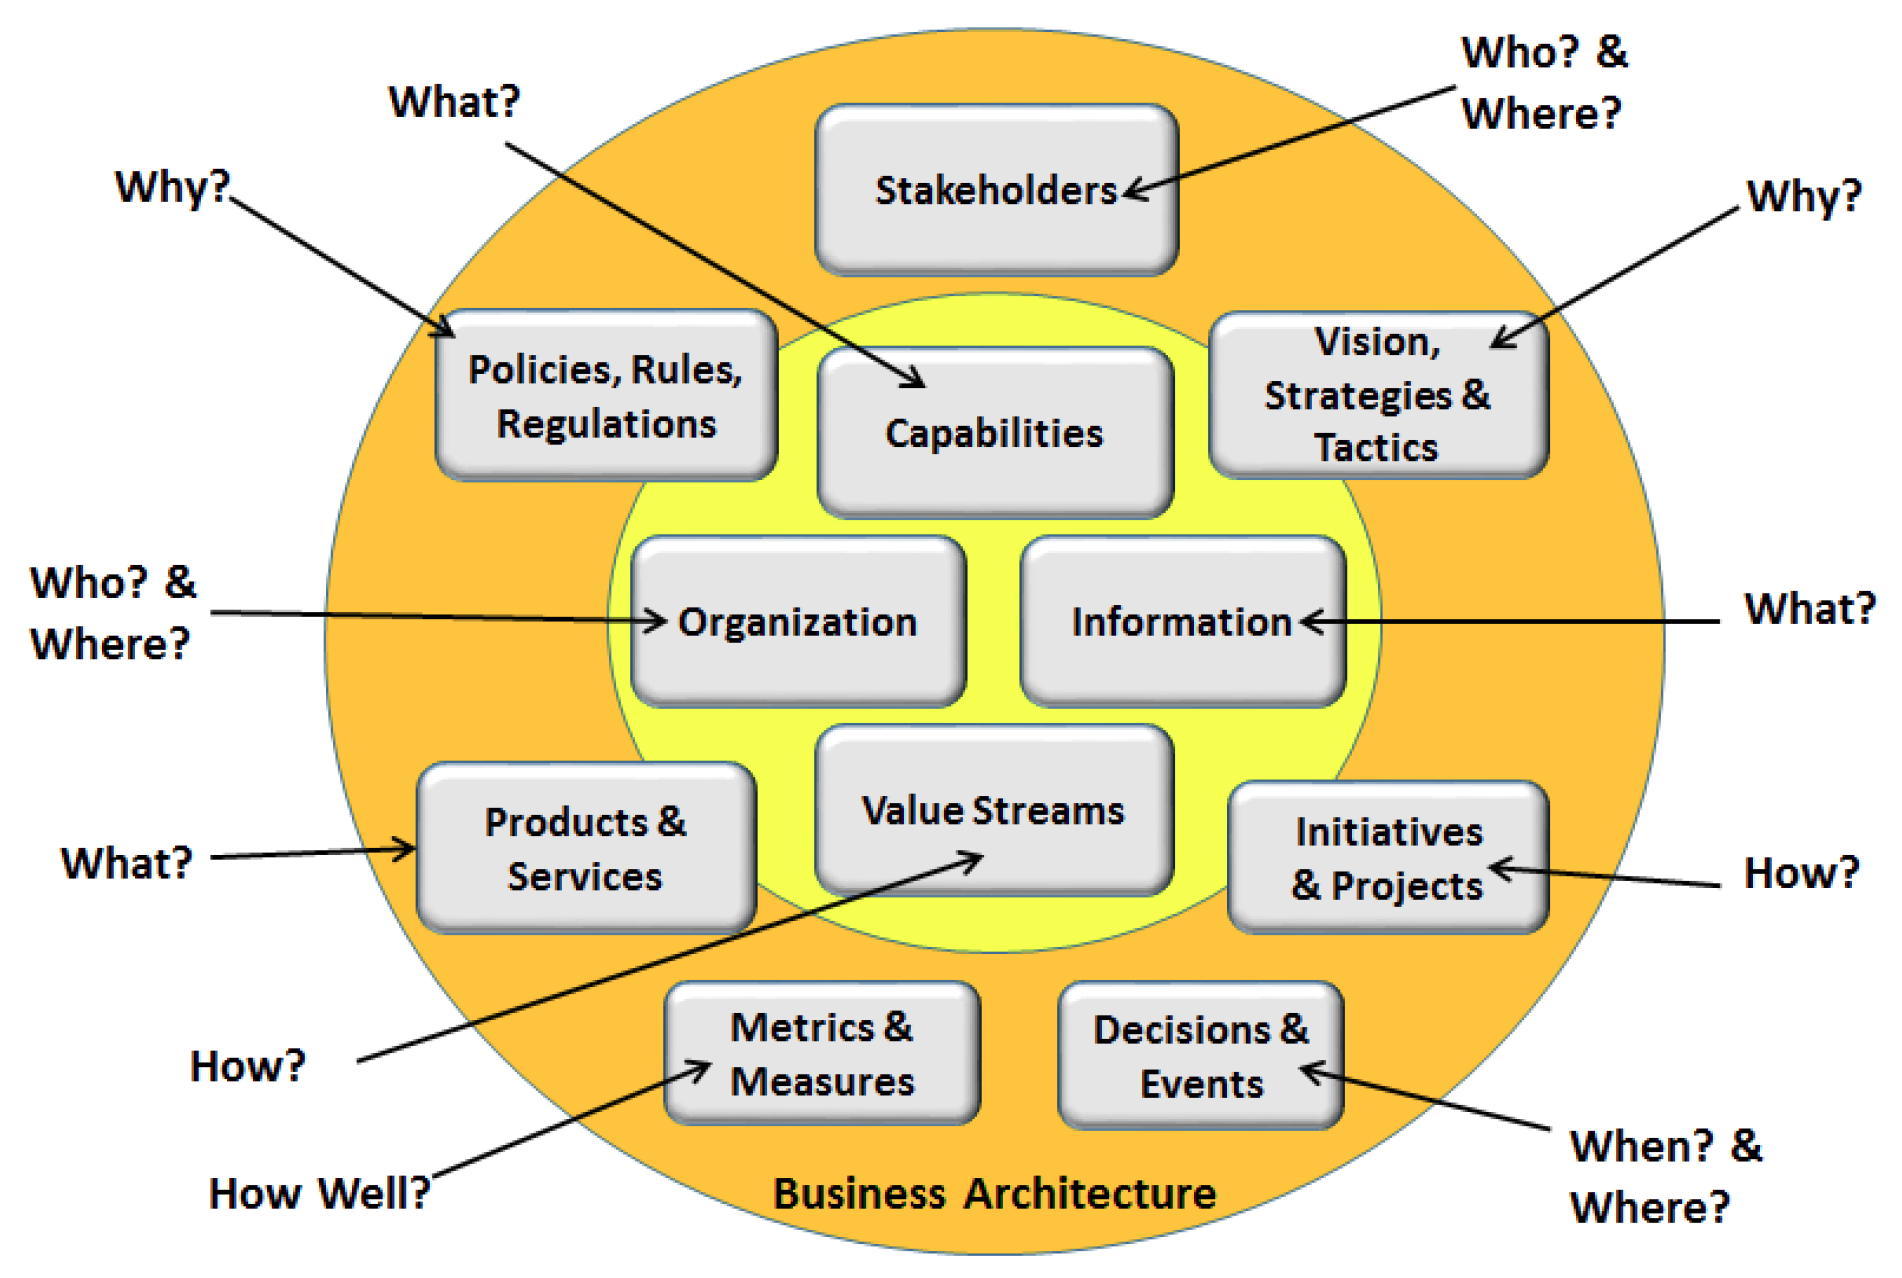 Who? &
Where?
What?
Why?
Why?
Stakeholders
Policies, Rules,
Regulations
Vision,
Strategies &
Tactics
Capabilities
Who? &
Where?
Organization
Information
What?
What?
Products &
Services
Value Streams
Initiatives
& Projects
How?
How?
Metrics &
Measures
Decisions &
Events
How Well?
When? &
Where?
Business Architecture